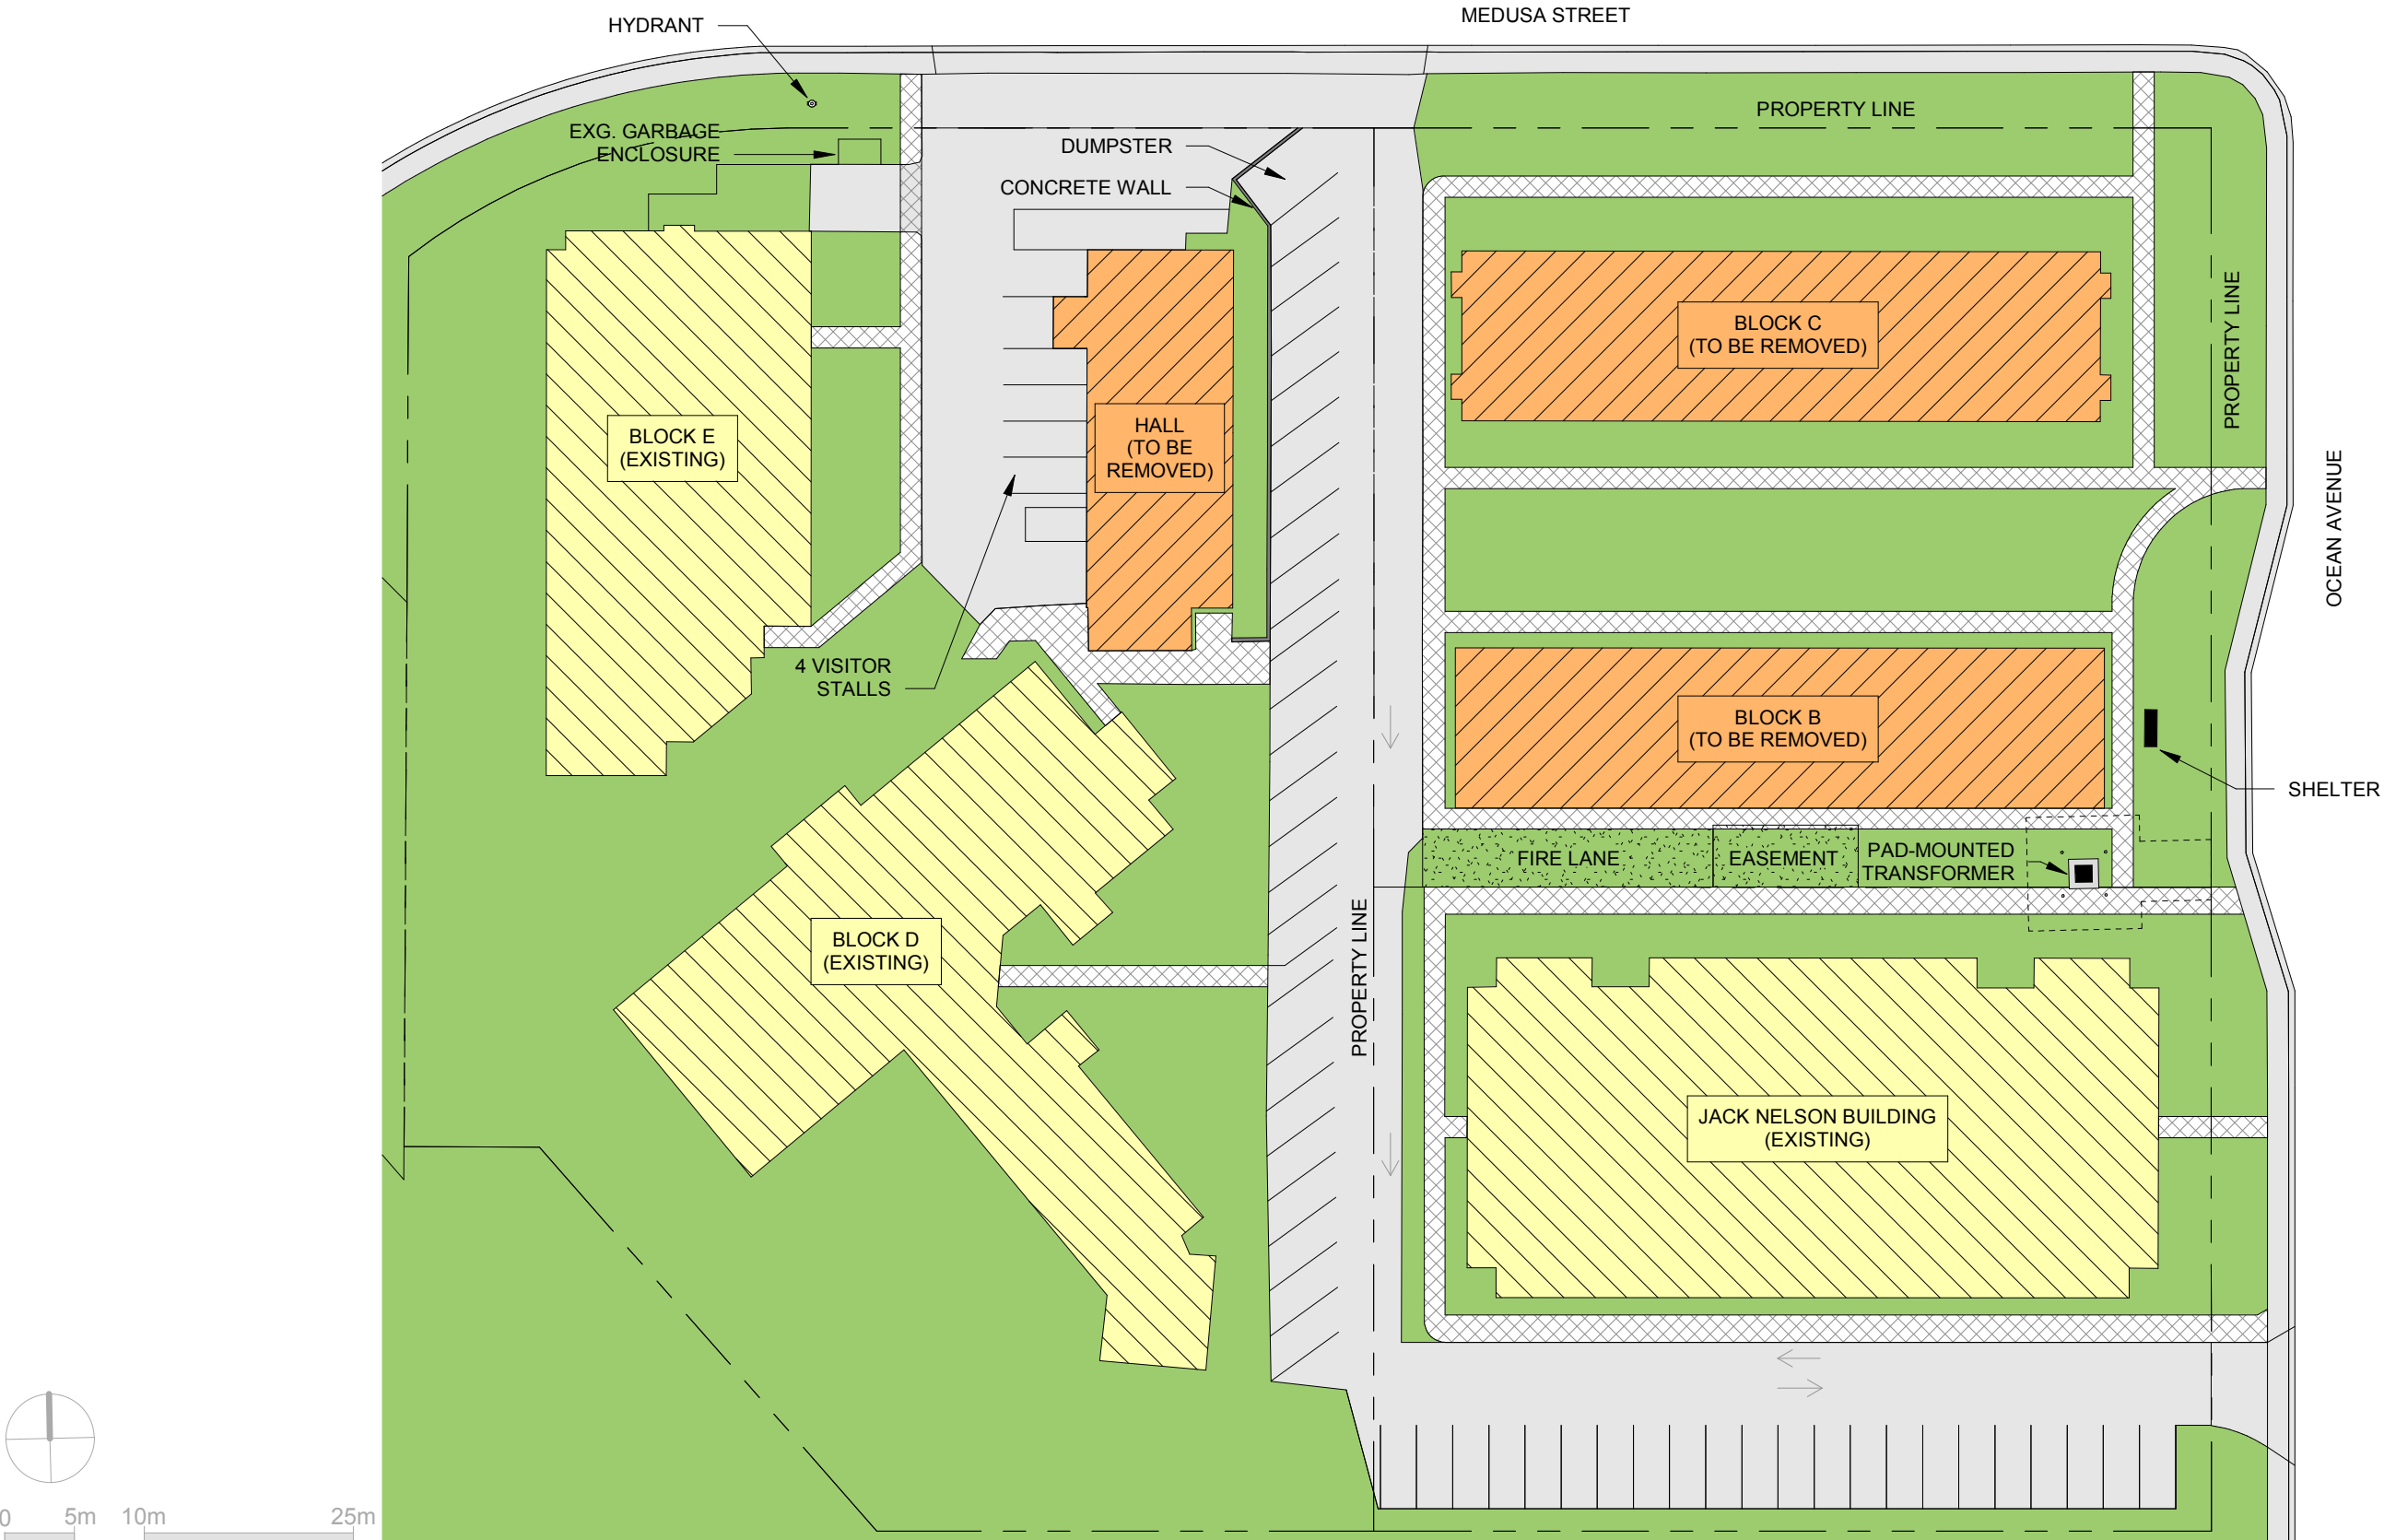 MEDUSA STREET
HYDRANT
PROPERTY LINE
EXG. GARBAGE
ENCLOSURE
DUMPSTER
CONCRETE WALL
BLOCK C
(TO BE REMOVED)
PROPERTY LINE
HALL
(TO BE
REMOVED)
BLOCK E
(EXISTING)
OCEAN AVENUE
4 VISITOR
STALLS
BLOCK B
(TO BE REMOVED)
SHELTER
FIRE LANE
EASEMENT
PAD-MOUNTED
TRANSFORMER
BLOCK D
(EXISTING)
PROPERTY LINE
JACK NELSON BUILDING
(EXISTING)
0 5m 10m 25m